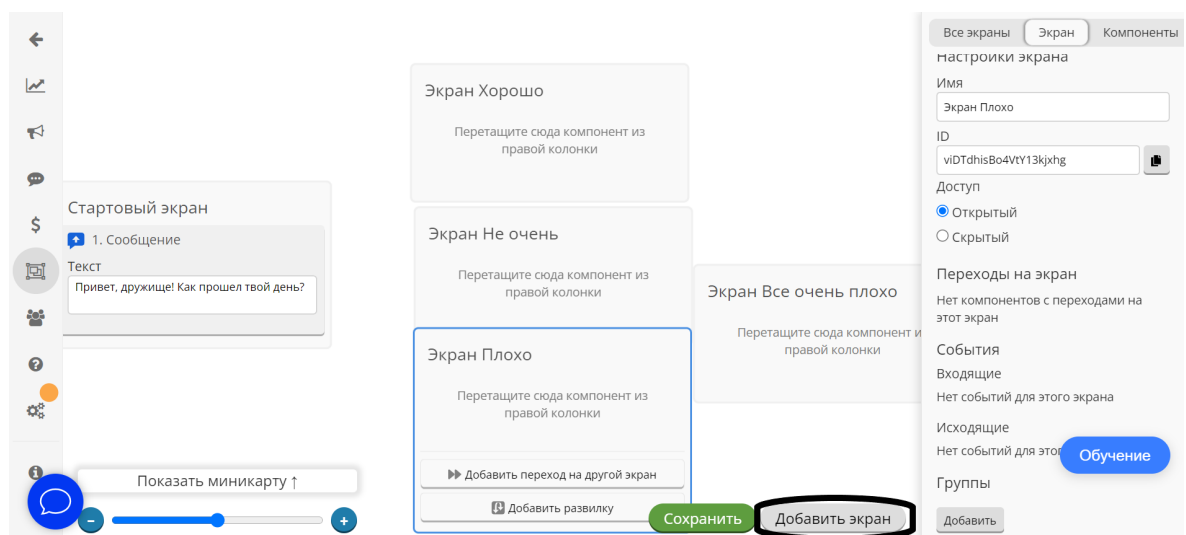 Стартовый экран
1. Сообщение
Текст
Привет, дружище! Как прошел твой день?
Показать миникарту ↑
-
+
Экран Хорошо
Перетащите сюда компонент из
правой колонки
Экран Не очень
Перетащите сюда компонент из
правой колонки
Экран Плохо
Перетащите сюда компонент из
правой колонки
Добавить переход на другой экран
Добавить развилку
Экран Все очень плохо
Перетащите сюда компонент и
правой колонки
Сохранить
Добавить экран
Все экраны
Экран
Компоненты
Настройки экрана
Имя
Экран Плохо
ID
viDTdhisBo4VtY13kjxhg
Доступ
Открытый
Скрытый
Переходы на экран
Нет компонентов с переходами на
этот экран
События
Входящие
Нет событий для этого экрана
Исходящие
Нет событий для этог
Обучение
Группы
Добавить